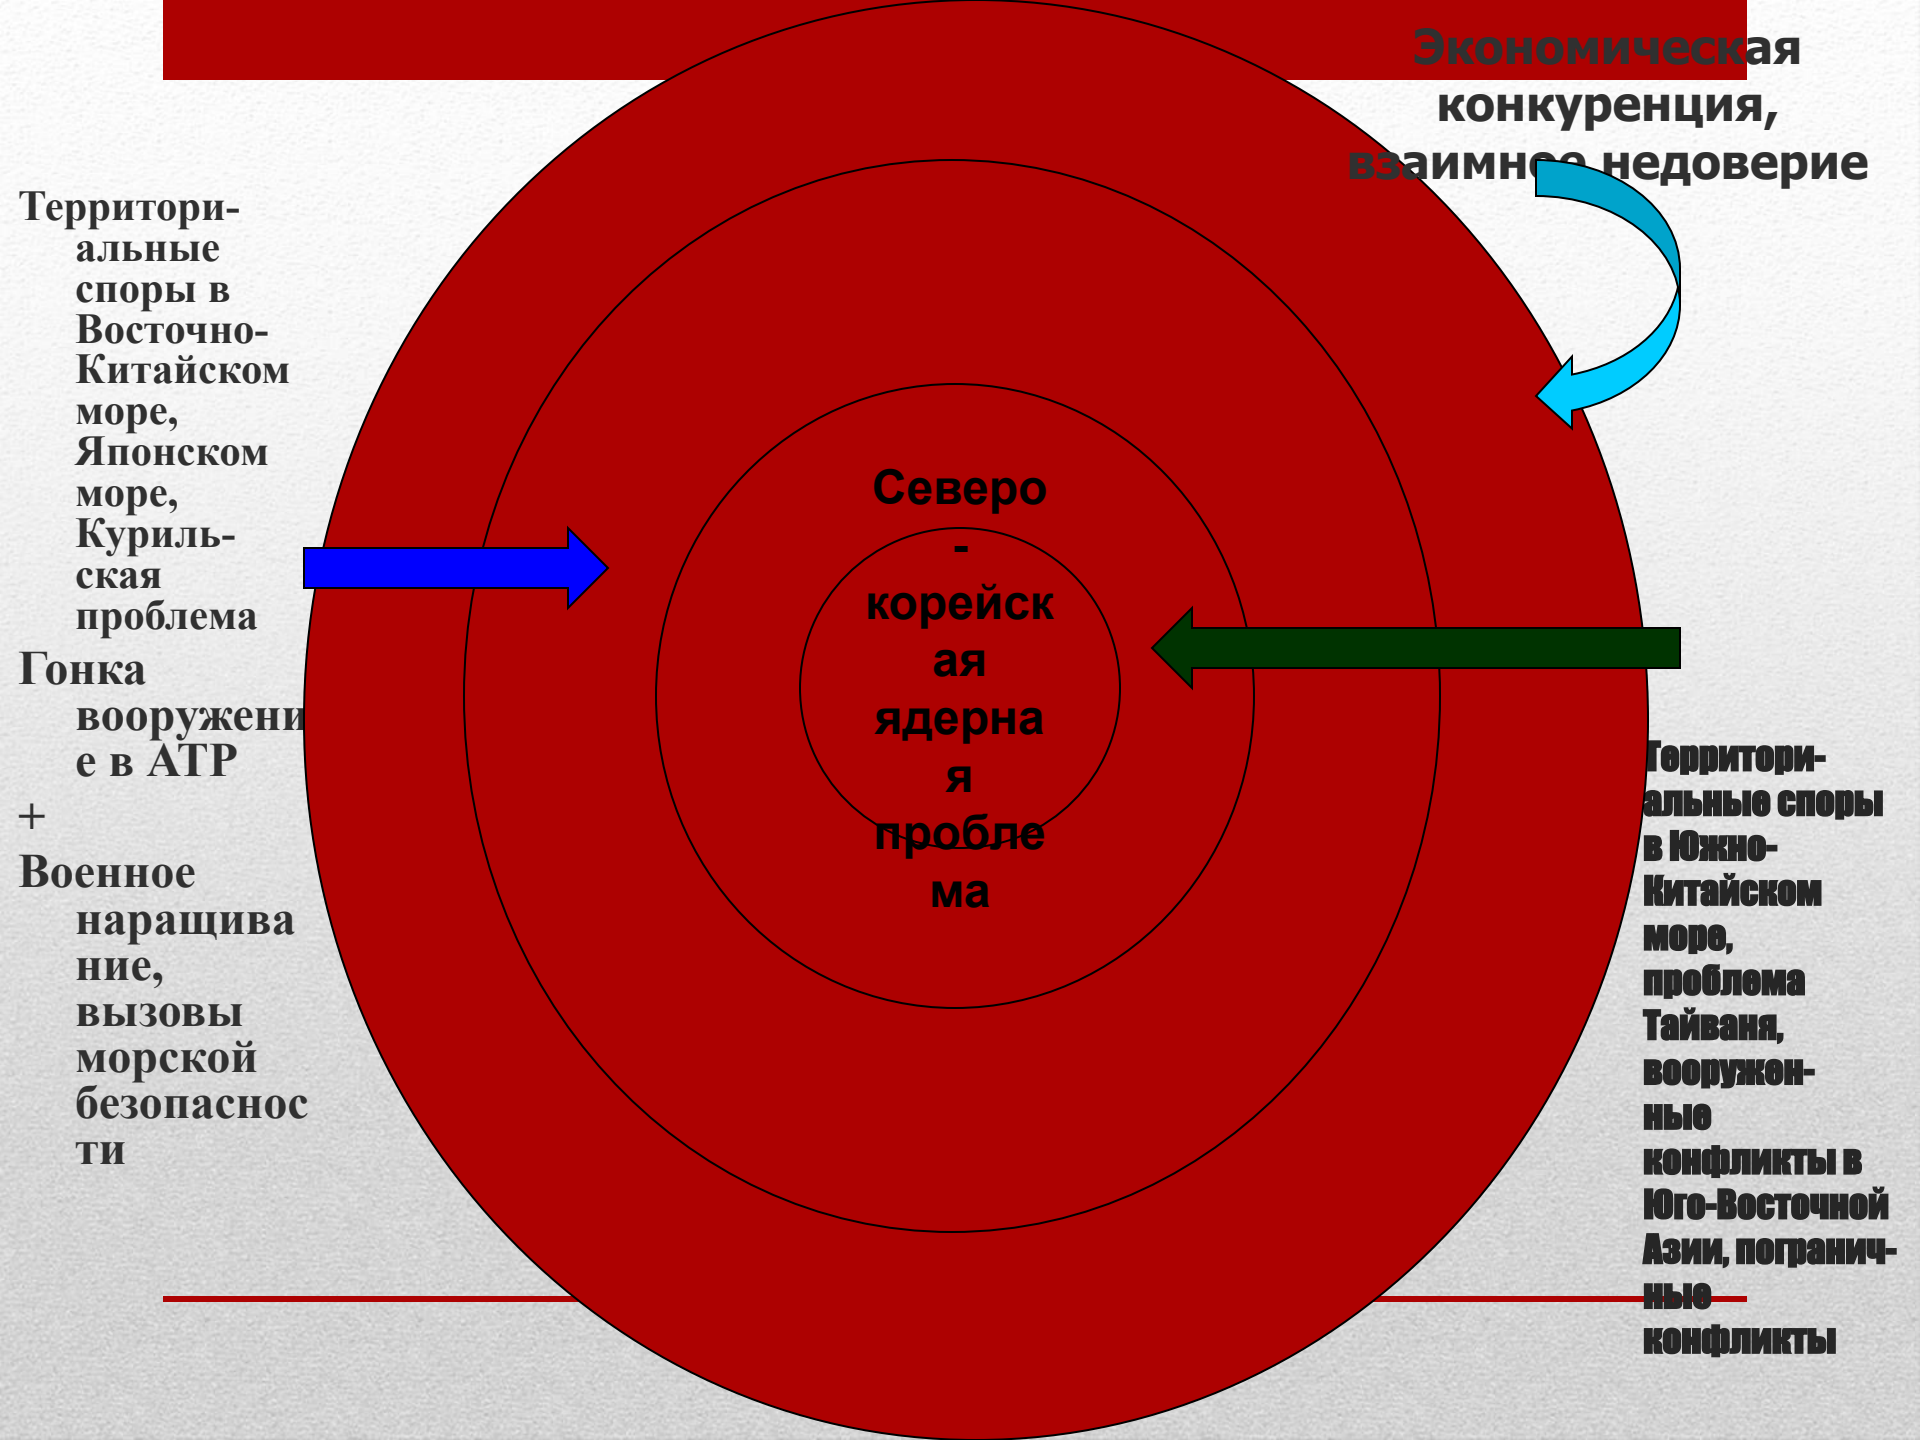 Экономическая
конкуренция,
взаимное недоверие
Территори-
альные
споры в
Восточно-
Китайском
море,
Японском
море,
Куриль-
ская
проблема
Гонка
вооружени
е в АТР
+
Военное
наращива
ние,
вызовы
морской
безопаснос
ти
Северо
-
корейск
ая
ядерна
я
пробле
ма
Территори-
альные споры
в Южно-
Китайском
море,
проблема
Тайваня,
вооружен-
ные
конфликты в
Юго-Восточной
Азии, погранич-
ные
конфликты